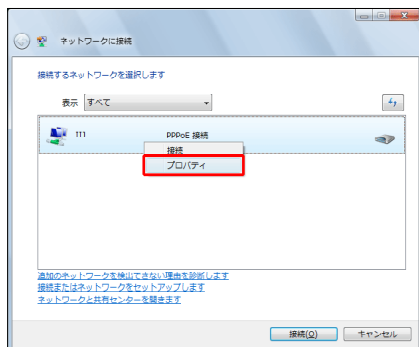 ネットワークに接続
接続するネットワークを選択します
表示 すべて
TTI PPPoE 接続
接続
プロパティ
追加のネットワークを検出できない理由を診断します
接続またはネットワークをセットアップします
ネットワークと共有センターを開きます
接続(O) キャンセル